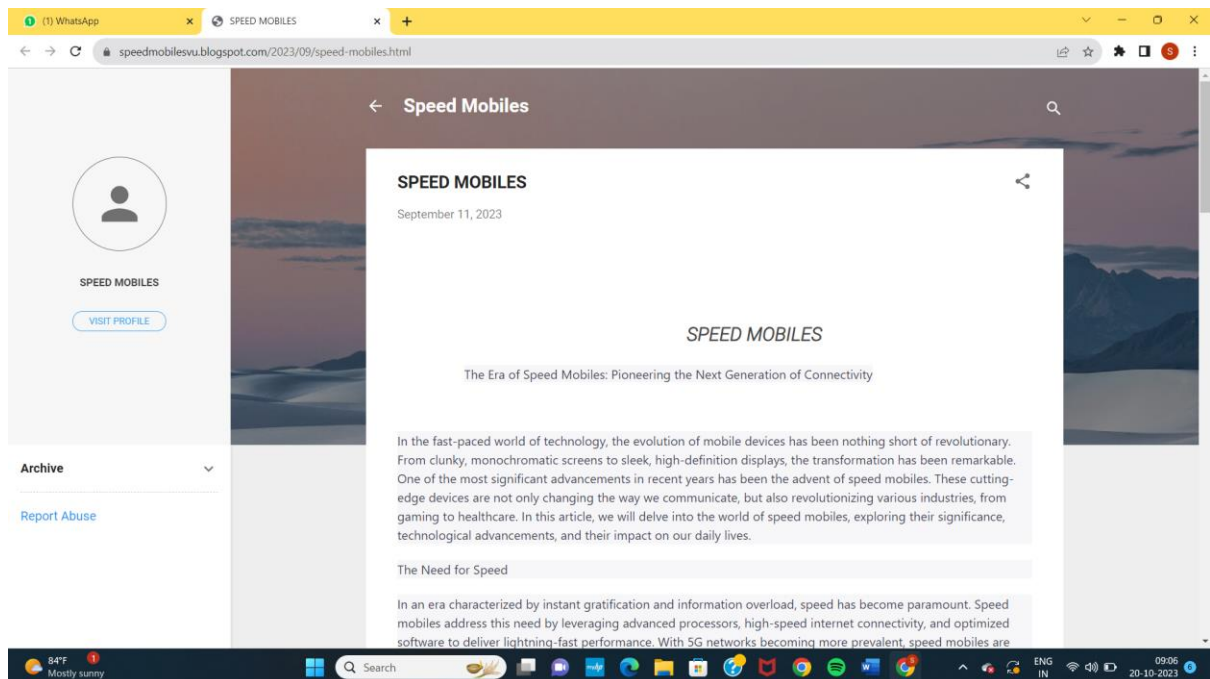 (1) WhatsApp
SPEED MOBILES
speedmobilesvu.blogspot.com/2023/09/speed-mobiles.html
S
Speed Mobiles
SPEED MOBILES
VISIT PROFILE
Archive
Report Abuse
SPEED MOBILES
September 11, 2023
SPEED MOBILES
The Era of Speed Mobiles: Pioneering the Next Generation of Connectivity
In the fast-paced world of technology, the evolution of mobile devices has been nothing short of revolutionary.
From clunky, monochromatic screens to sleek, high-definition displays, the transformation has been remarkable.
One of the most significant advancements in recent years has been the advent of speed mobiles. These cutting-
edge devices are not only changing the way we communicate, but also revolutionizing various industries, from
gaming to healthcare. In this article, we will delve into the world of speed mobiles, exploring their significance,
technological advancements, and their impact on our daily lives.
The Need for Speed
In an era characterized by instant gratification and information overload, speed has become paramount. Speed
mobiles address this need by leveraging advanced processors, high-speed internet connectivity, and optimized
software to deliver lightning-fast performance. With 5G networks becoming more prevalent, speed mobiles are
84°F
Mostly sunny
1
Search
ENG
IN
09:06
20-10-2023
6